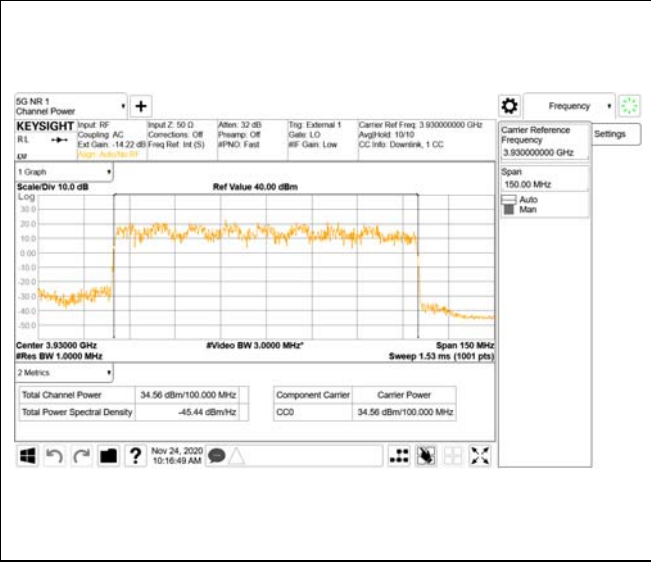 5G NR 1
Channel Power
Frequency
KEYSIGHT
Input: RF
Input Z: 50 Ω
Atten: 32 dB
Trig: External 1
Carrier Ref Freq: 3.930000000 GHz
RL
Coupling: AC
Corrections: Off
Preamp: Off
Gate: LO
Avg|Hold: 10/10
Ext Gain: -14.22 dB
Freq Ref: Int (S)
#PNO: Fast
#IF Gain: Low
CC Info: Downlink, 1 CC
Align: Auto/No RF
Carrier Reference
Frequency
3.930000000 GHz
Settings
Span
150.00 MHz
Auto
Man
1 Graph
Scale/Div 10.0 dB
Ref Value 40.00 dBm
Log
30.0
20.0
10.0
0.00
-10.0
-20.0
-30.0
-40.0
-50.0
Center 3.93000 GHz
#Video BW 3.0000 MHz*
Span 150 MHz
#Res BW 1.0000 MHz
Sweep 1.53 ms (1001 pts)
2 Metrics
Total Channel Power
34.56 dBm/100.000 MHz
Component Carrier
Carrier Power
Total Power Spectral Density
-45.44 dBm/Hz
CC0
34.56 dBm/100.000 MHz
?
Nov 24, 2020
10:16:49 AM